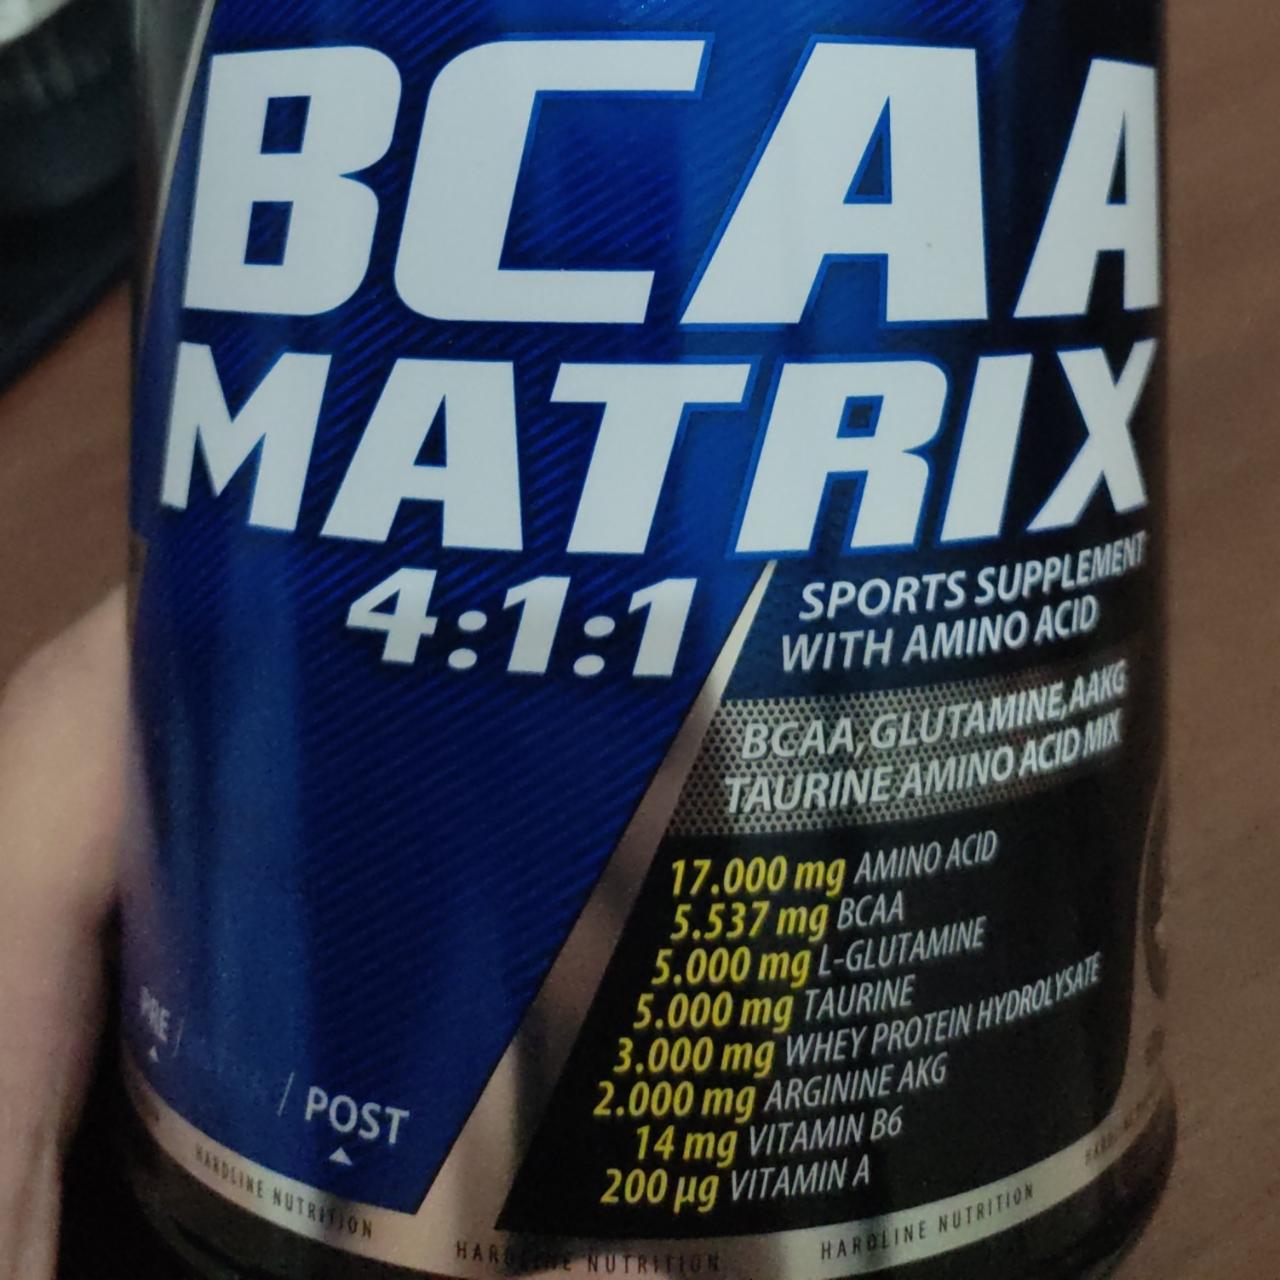 BCAA
MATRIX
4:1:1
SPORTS SUPPLEMENT
WITH AMINO ACID
BCAA, GLUTAMINE, AAKG
TAURINE AMINO ACID MIX
17.000 mg AMINO ACID
5.537 mg BCAA
5.000 mg L-GLUTAMINE
5.000 mg TAURINE
3.000 mg WHEY PROTEIN HYDROLYSATE
2.000 mg ARGININE AKG
14 mg VITAMIN B6
200 µg VITAMIN A
PRE / / POST
HARDLINE NUTRITION HARDLINE NUTRITION HARDLINE NUTRITION